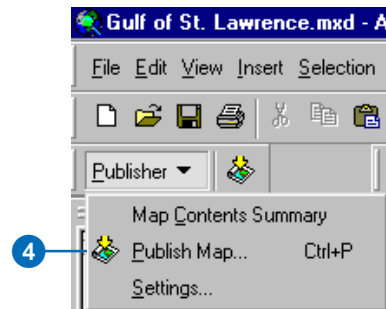 Gulf of St. Lawrence.mxd - A
File Edit View Insert Selection
Publisher
Map Contents Summary
4 Publish Map... Ctrl+P
Settings...